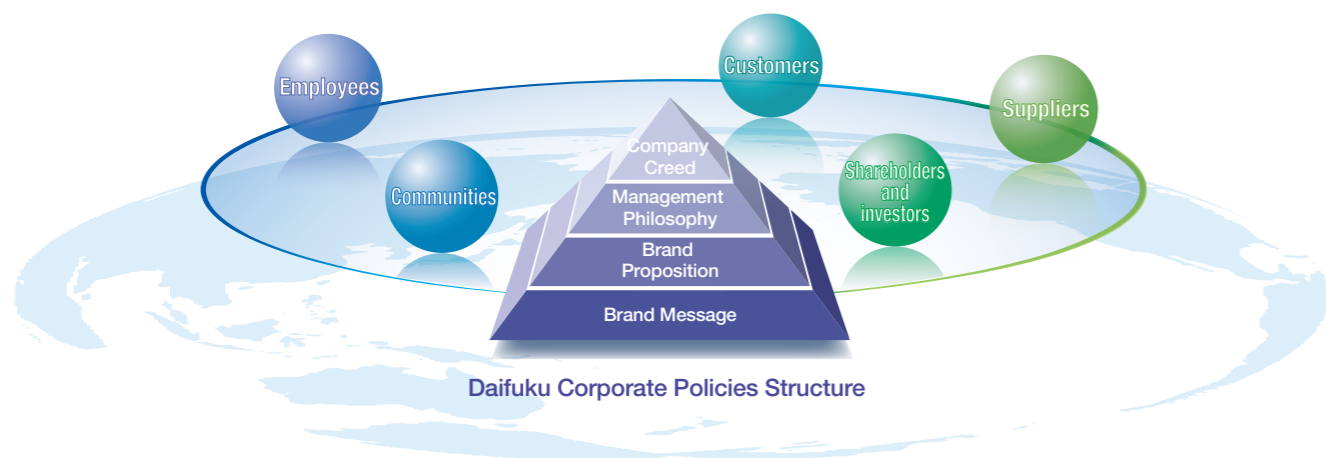 Employees
Customers
Suppliers
Communities
Shareholders
and
investors
Company
Creed
Management
Philosophy
Brand
Proposition
Brand Message
Daifuku Corporate Policies Structure